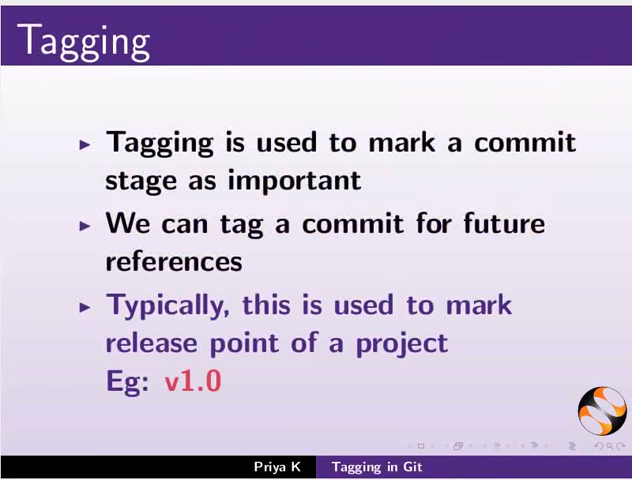 Tagging
Tagging is used to mark a commit
stage as important
We can tag a commit for future
references
Typically, this is used to mark
release point of a project
Eg: v1.0
Priya K
Tagging in Git